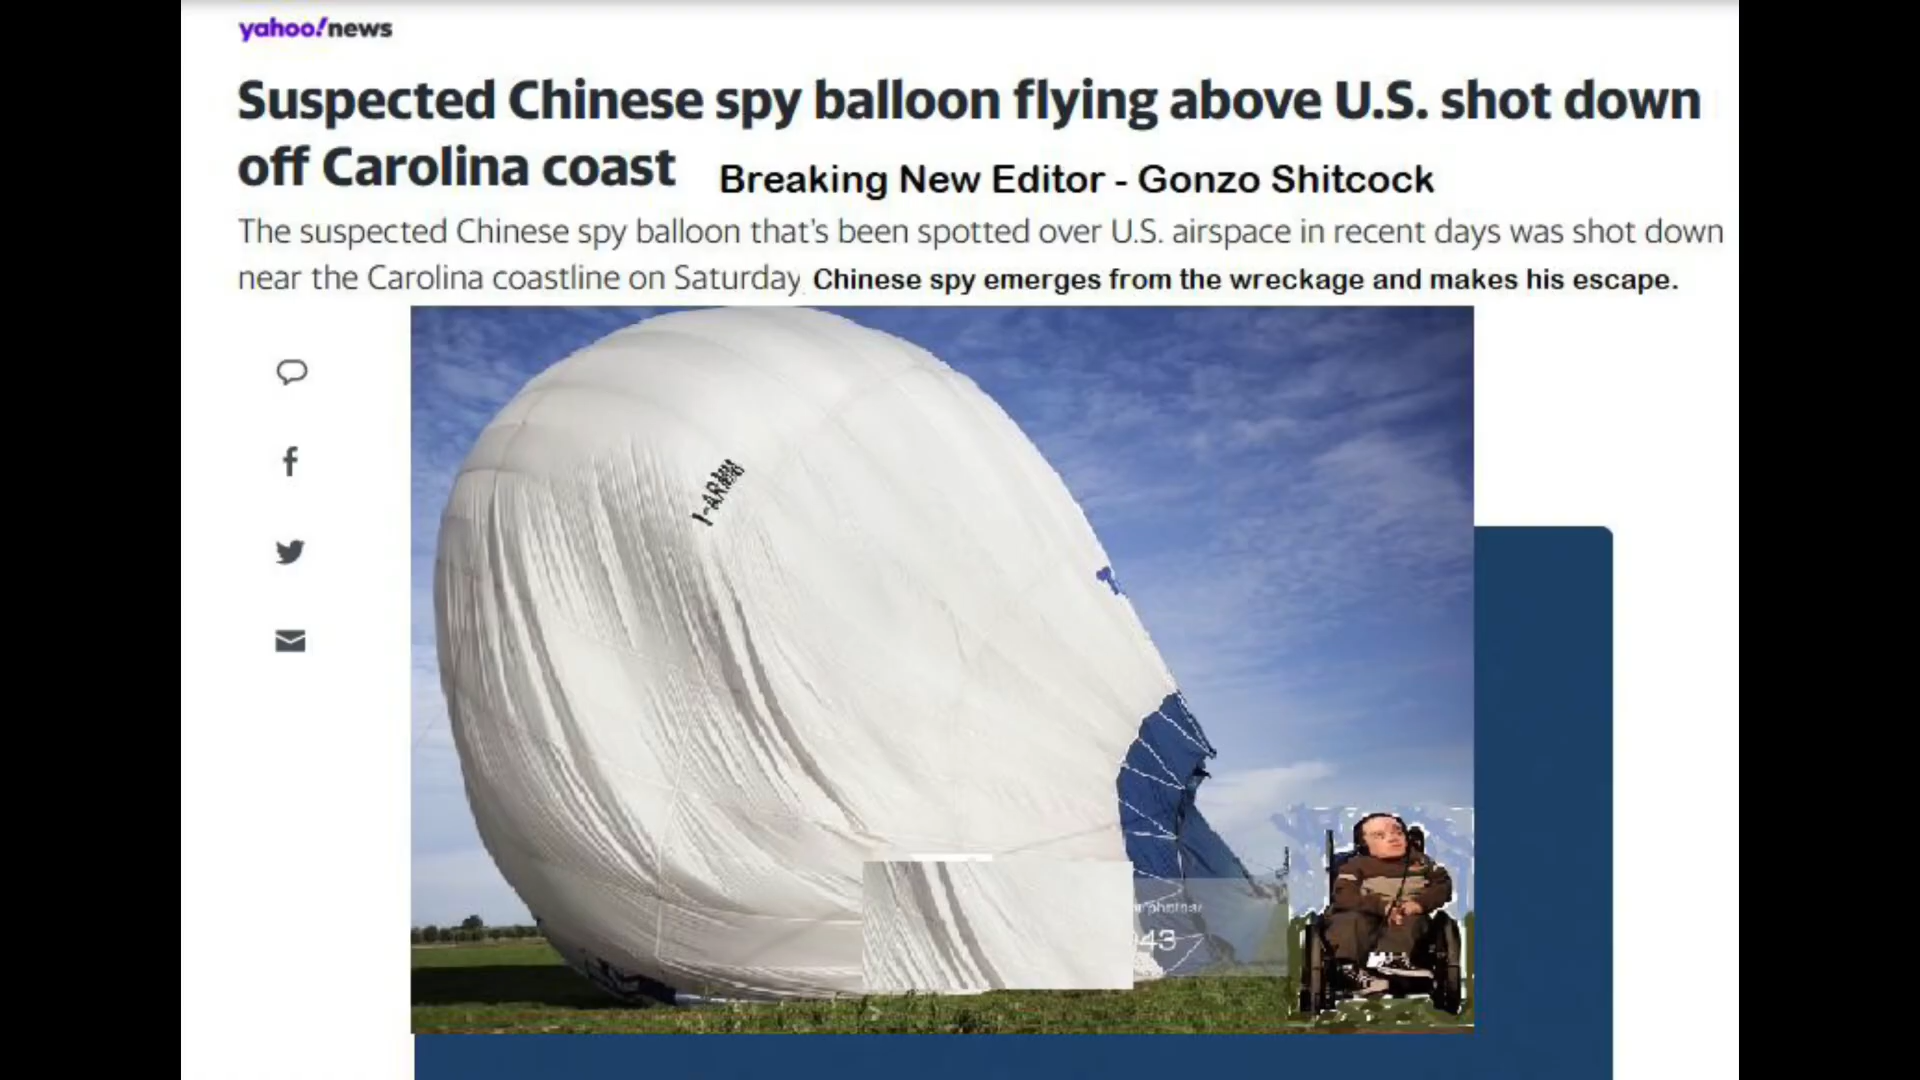 yahoo!news
Suspected Chinese spy balloon flying above U.S. shot down
off Carolina coast Breaking New Editor - Gonzo Shitcock
The suspected Chinese spy balloon that's been spotted over U.S. airspace in recent days was shot down
near the Carolina coastline on Saturday Chinese spy emerges from the wreckage and makes his escape.
43